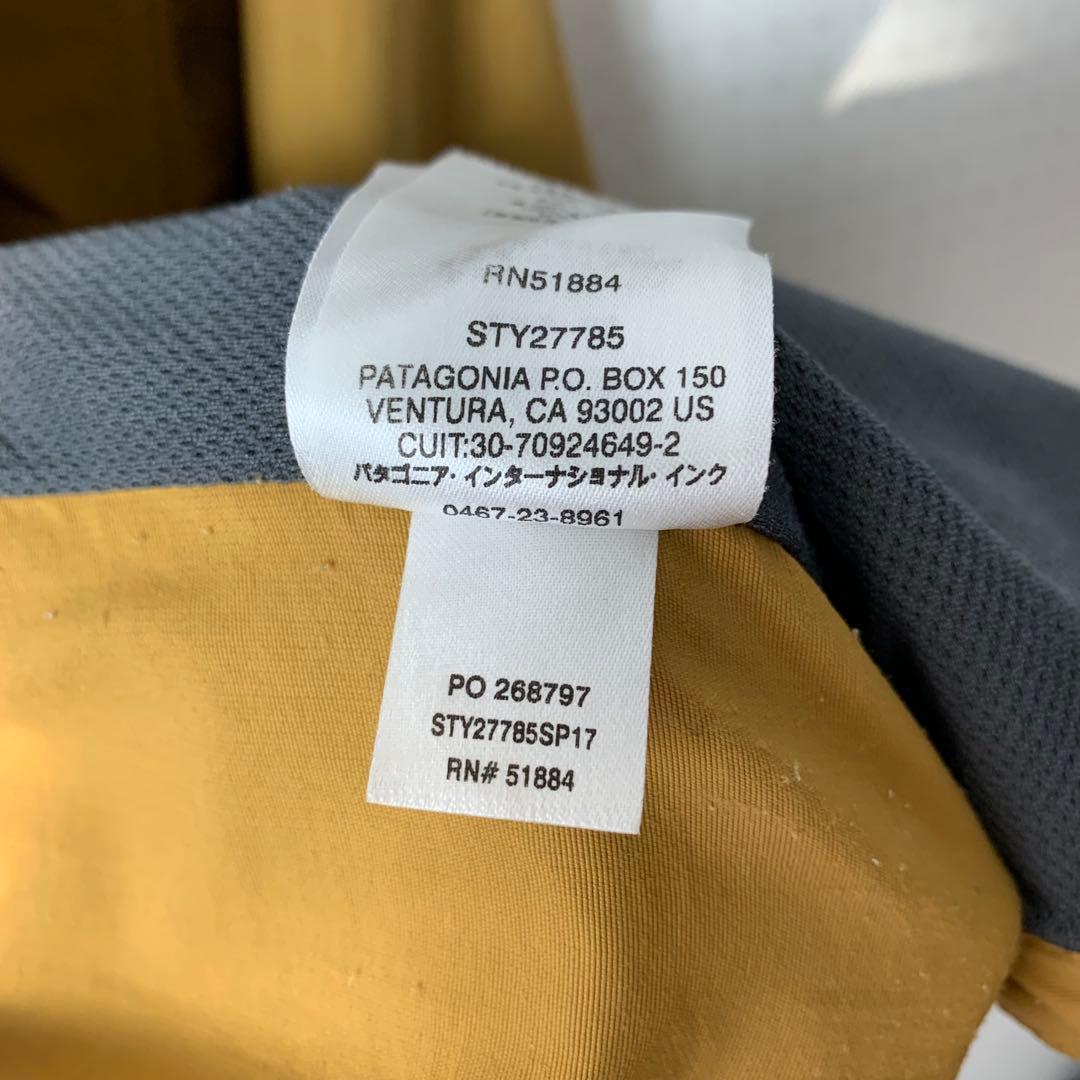 RN51884
STY27785
PATAGONIA P.O. BOX 150
VENTURA, CA 93002 US
CUIT:30-70924649-2
パタゴニア・インターナショナル・インク
0467-23-8961
PO 268797
STY27785SP17
RN# 51884